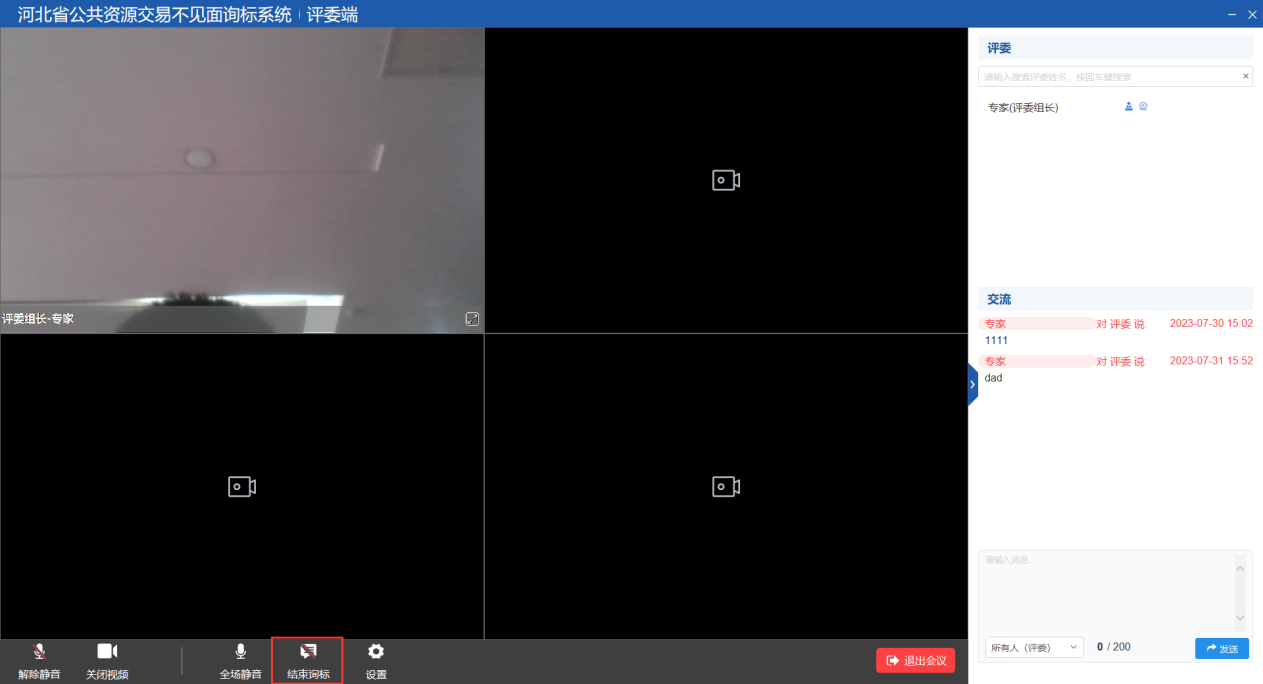 河北省公共资源交易不见面询标系统 | 评委端
评委
请输入搜索评委姓名，按回车键搜索
专家(评委组长)
评委组长-专家
交流
专家 对 评委 说: 2023-07-30 15:02
1111
专家 对 评委 说: 2023-07-31 15:52
dad
请输入消息..
所有人（评委） 0 / 200 发送
解除静音 关闭视频 全场静音 结束询标 设置 退出会议